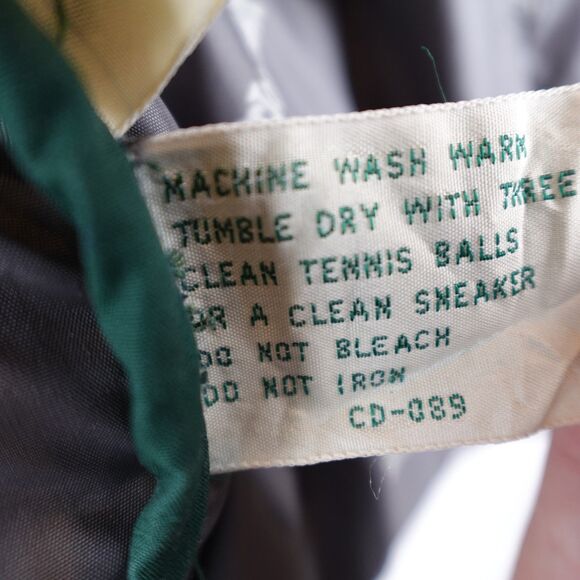 MACHINE WASH WARM
TUMBLE DRY WITH THREE
CLEAN TENNIS BALLS
OR A CLEAN SNEAKER
DO NOT BLEACH
DO NOT IRON
CD-089